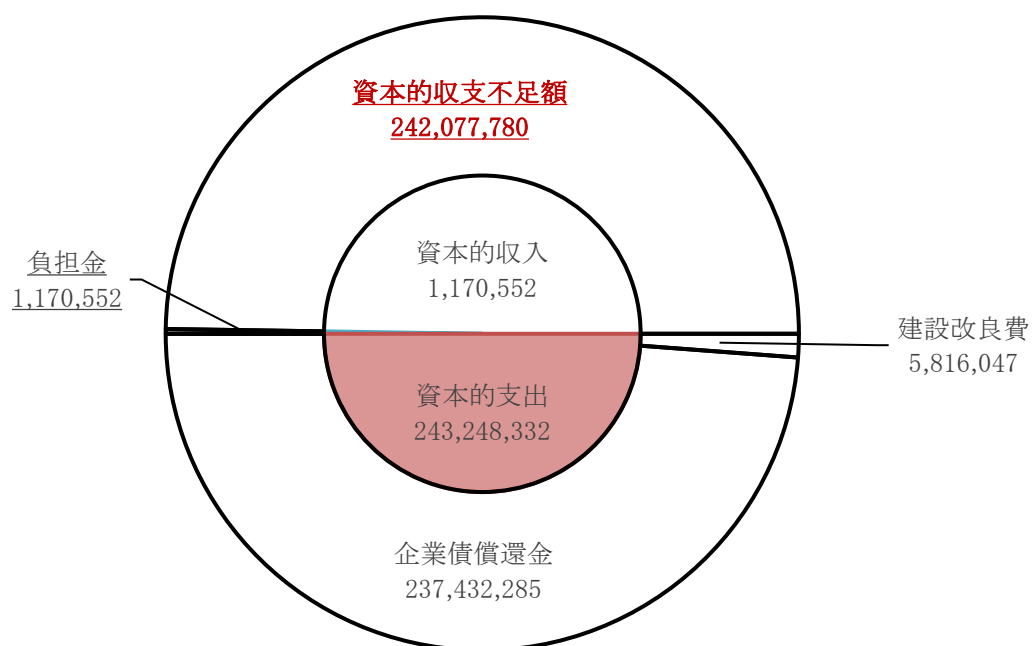 資本的収支不足額
242,077,780
資本的収入
1,170,552
負担金
1,170,552
建設改良費
5,816,047
資本的支出
243,248,332
企業債償還金
237,432,285